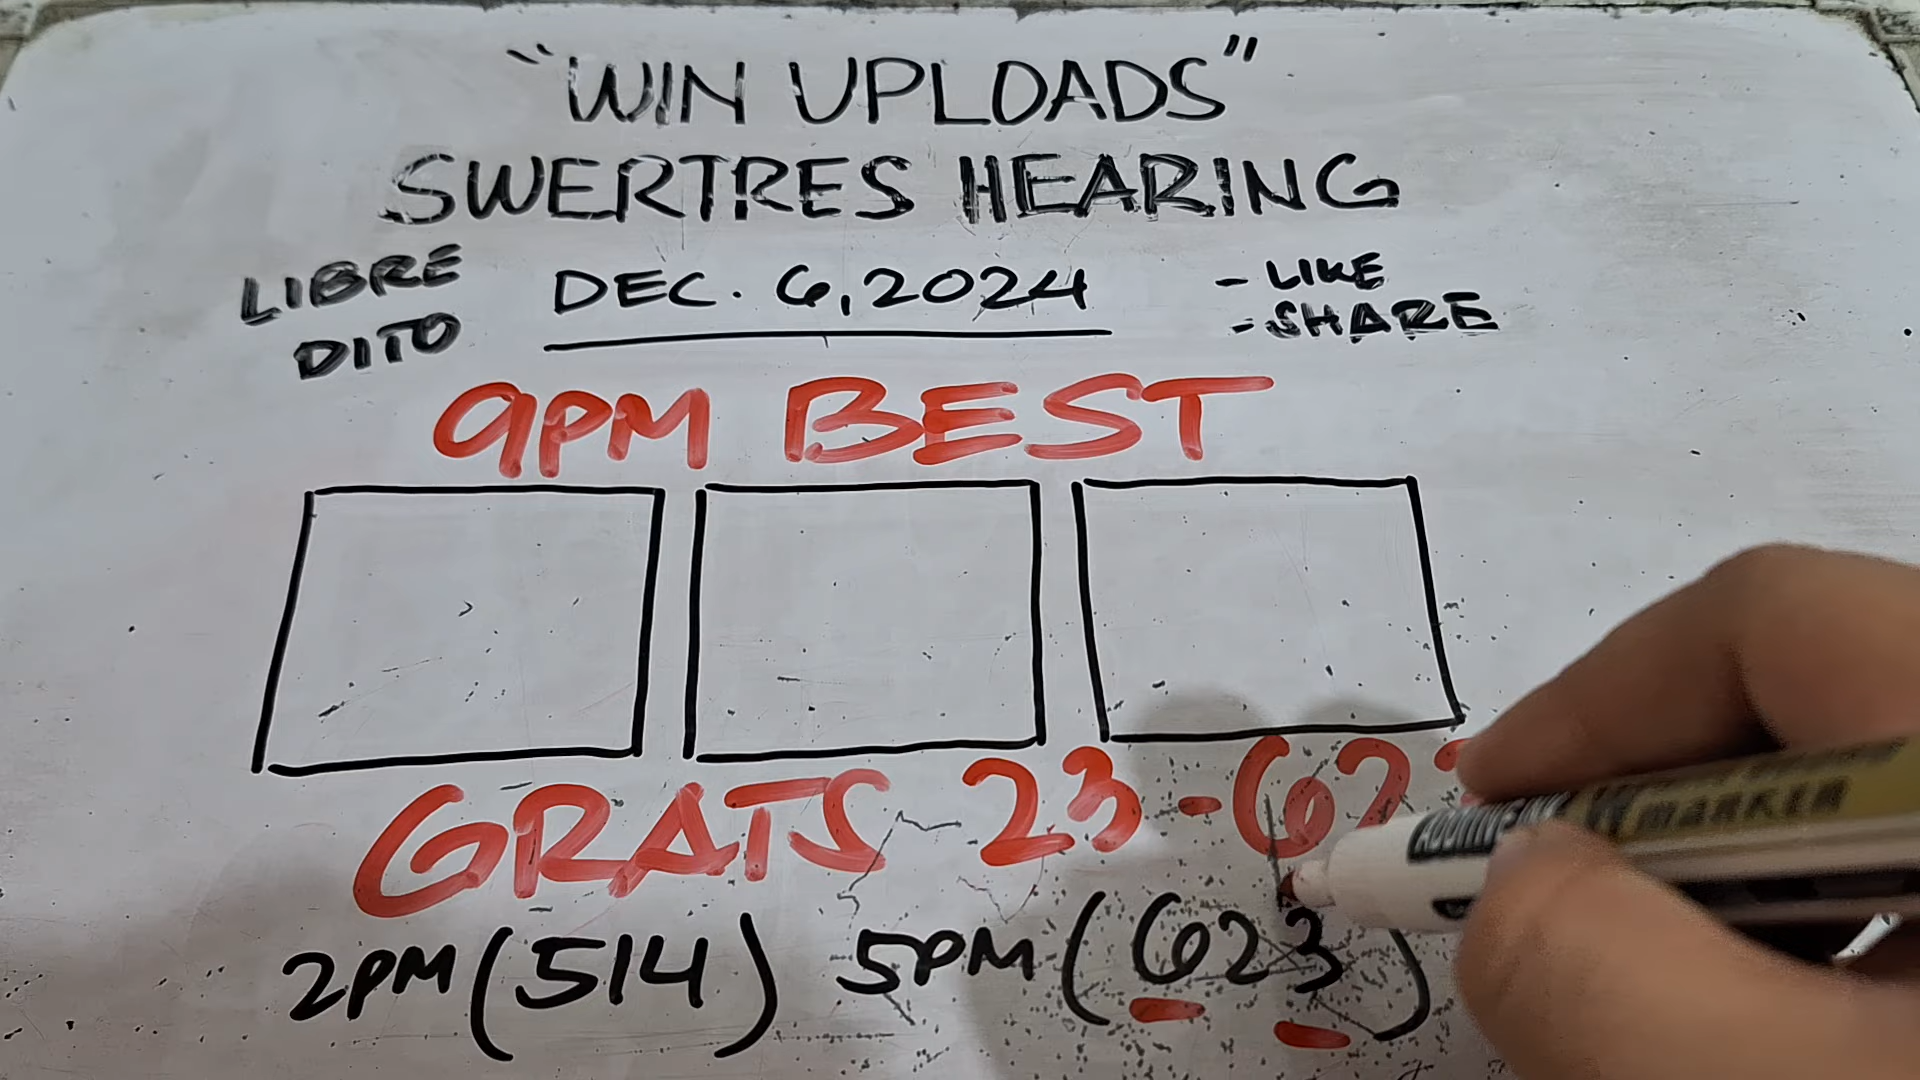 "WIN UPLOADS"
SWERTRES HEARING
LIBRE
DITO
DEC. 6, 2024
- LIKE
- SHARE
9PM BEST
GRATS 23 - 62
2PM (514) 5PM (623)
MARKER